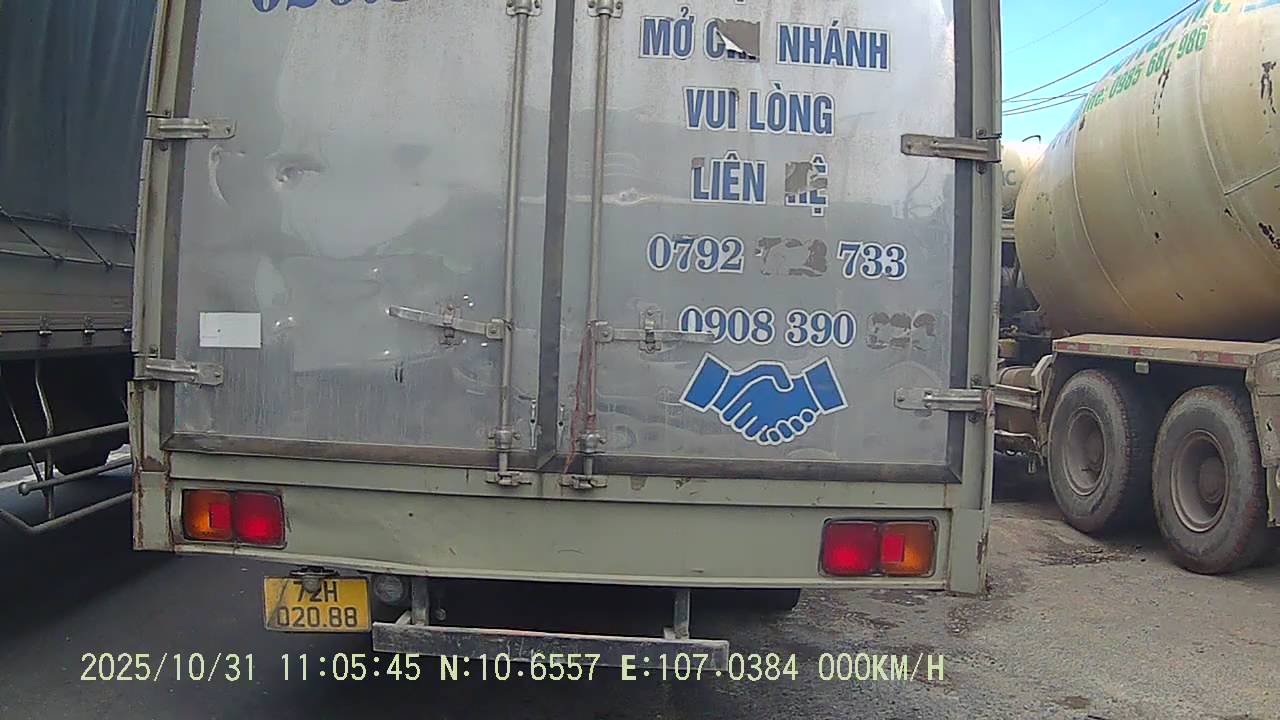 MỞ NHÁNH
VUI LÒNG
LIÊN HỆ
0792 733
0908 390
0985 687 986
72H
020.88
2025/10/31 11:05:45 N:10.6557 E:107.0384 000KM/H